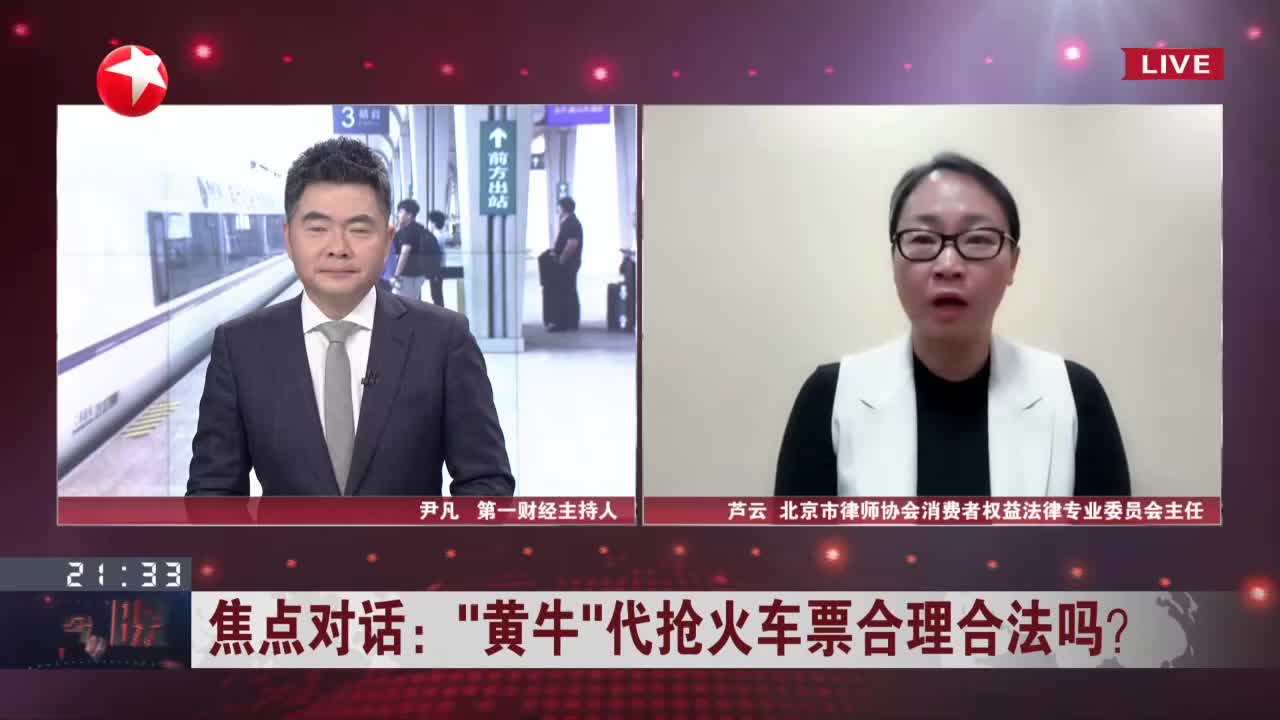 LIVE
3 站台
前方出站
尹凡 第一财经主持人
芦云 北京市律师协会消费者权益法律专业委员会主任
21:33
焦点对话："黄牛"代抢火车票合理合法吗？